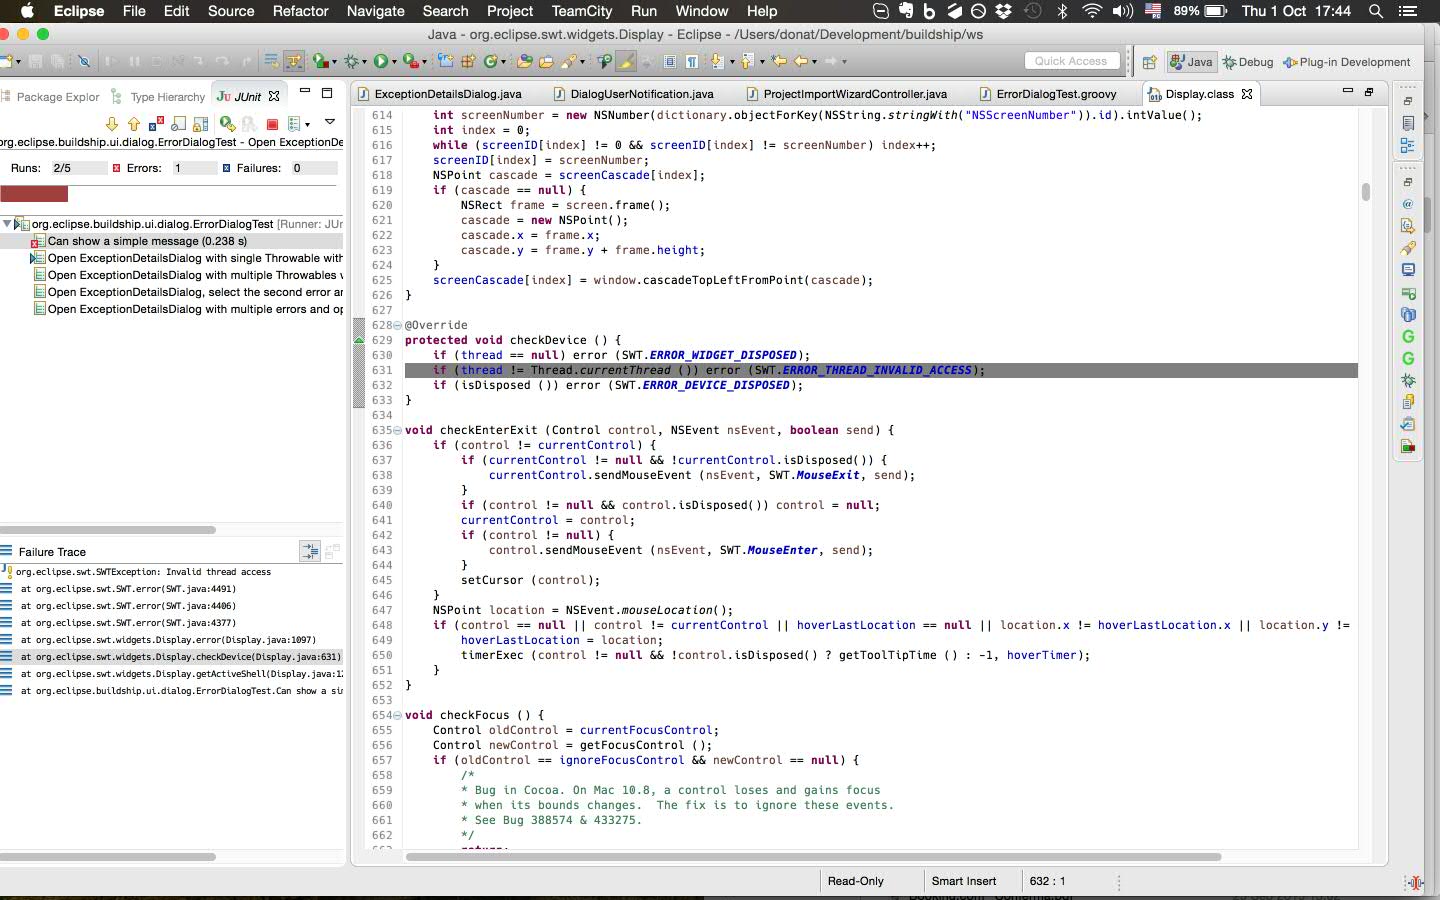 Eclipse File Edit Source Refactor Navigate Search Project TeamCity Run Window Help 89% Thu 1 Oct 17:44
Java - org.eclipse.swt.widgets.Display - Eclipse - /Users/donat/Development/buildship/ws
Quick Access Java Debug Plug-in Development
Package Explor Type Hierarchy JUnit
ExceptionDetailsDialog.java DialogUserNotification.java ProjectImportWizardController.java ErrorDialogTest.groovy Display.class
org.eclipse.buildship.ui.dialog.ErrorDialogTest - Open ExceptionDe
Runs: 2/5 Errors: 1 Failures: 0
org.eclipse.buildship.ui.dialog.ErrorDialogTest [Runner: JUr
Can show a simple message (0.238 s)
Open ExceptionDetailsDialog with single Throwable with
Open ExceptionDetailsDialog with multiple Throwables v
Open ExceptionDetailsDialog, select the second error ar
Open ExceptionDetailsDialog with multiple errors and op
Failure Trace
org.eclipse.swt.SWTException: Invalid thread access
at org.eclipse.swt.SWT.error(SWT.java:4491)
at org.eclipse.swt.SWT.error(SWT.java:4406)
at org.eclipse.swt.SWT.error(SWT.java:4377)
at org.eclipse.swt.widgets.Display.error(Display.java:1097)
at org.eclipse.swt.widgets.Display.checkDevice(Display.java:631)
at org.eclipse.swt.widgets.Display.getActiveShell(Display.java:12
at org.eclipse.buildship.ui.dialog.ErrorDialogTest.Can show a si
614 int screenNumber = new NSNumber(dictionary.objectForKey(NSString.stringWith("NSScreenNumber")).id).intValue();
615 int index = 0;
616 while (screenID[index] != 0 && screenID[index] != screenNumber) index++;
617 screenID[index] = screenNumber;
618 NSPoint cascade = screenCascade[index];
619 if (cascade == null) {
620 NSRect frame = screen.frame();
621 cascade = new NSPoint();
622 cascade.x = frame.x;
623 cascade.y = frame.y + frame.height;
624 }
625 screenCascade[index] = window.cascadeTopLeftFromPoint(cascade);
626 }
627
628 @Override
629 protected void checkDevice () {
630 if (thread == null) error (SWT.ERROR_WIDGET_DISPOSED);
631 if (thread != Thread.currentThread ()) error (SWT.ERROR_THREAD_INVALID_ACCESS);
632 if (isDisposed ()) error (SWT.ERROR_DEVICE_DISPOSED);
633 }
634
635 void checkEnterExit (Control control, NSEvent nsEvent, boolean send) {
636 if (control != currentControl) {
637 if (currentControl != null && !currentControl.isDisposed()) {
638 currentControl.sendMouseEvent (nsEvent, SWT.MouseExit, send);
639 }
640 if (control != null && control.isDisposed()) control = null;
641 currentControl = control;
642 if (control != null) {
643 control.sendMouseEvent (nsEvent, SWT.MouseEnter, send);
644 }
645 setCursor (control);
646 }
647 NSPoint location = NSEvent.mouseLocation();
648 if (control == null || control != currentControl || hoverLastLocation == null || location.x != hoverLastLocation.x || location.y !=
649 hoverLastLocation = location;
650 timerExec (control != null && !control.isDisposed() ? getToolTipTime () : -1, hoverTimer);
651 }
652 }
653
654 void checkFocus () {
655 Control oldControl = currentFocusControl;
656 Control newControl = getFocusControl ();
657 if (oldControl == ignoreFocusControl && newControl == null) {
658 /*
659 * Bug in Cocoa. On Mac 10.8, a control loses and gains focus
660 * when its bounds changes. The fix is to ignore these events.
661 * See Bug 388574 & 433275.
662 */
Read-Only Smart Insert 632 : 1